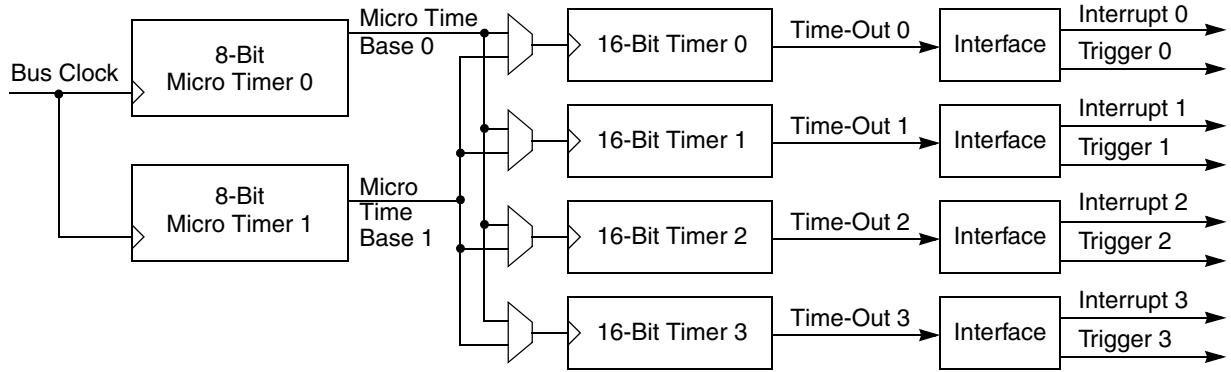 Bus Clock
8-Bit
Micro Timer 0
Micro Time
Base 0
16-Bit Timer 0
Time-Out 0
Interface
Interrupt 0
Trigger 0
16-Bit Timer 1
Time-Out 1
Interface
Interrupt 1
Trigger 1
8-Bit
Micro Timer 1
Micro
Time
Base 1
16-Bit Timer 2
Time-Out 2
Interface
Interrupt 2
Trigger 2
16-Bit Timer 3
Time-Out 3
Interface
Interrupt 3
Trigger 3